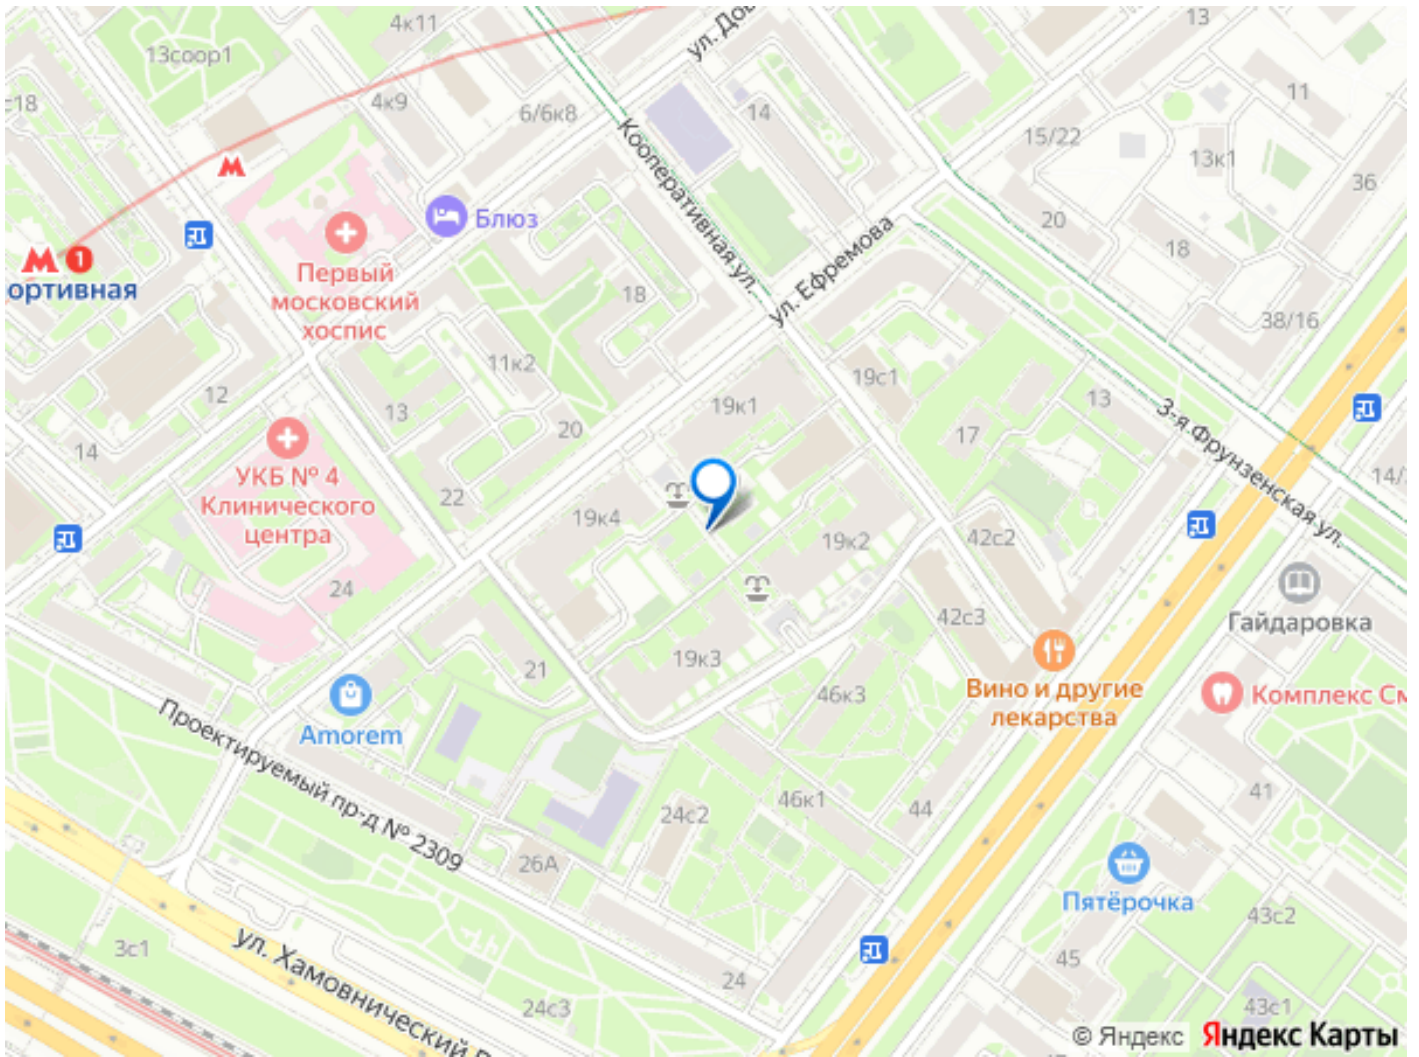 4к11
13
ул. Дов
13соор1
с18
4к9
6/6к8
14
11
15/22
13к1
36
Кооперативная ул.
Блюз
20
18
ул. Ефремова
1
ортивная
Первый
московский
хоспис
18
38/16
11к2
12
13
20
19к1
19с1
13
3-я Фрунзенская ул.
17
14
УКБ № 4
Клинического
центра
22
19к4
19к2
42с2
14/
24
42с3
Гайдаровка
21
19к3
46к3
Вино и другие
лекарства
Комплекс См
Amorem
Проектируемый пр-д № 2309
24с2
46к1
44
41
26А
Пятёрочка
43с2
3с1
ул. Хамовнический В
24
45
24с3
43с1
© Яндекс Яндекс Карты